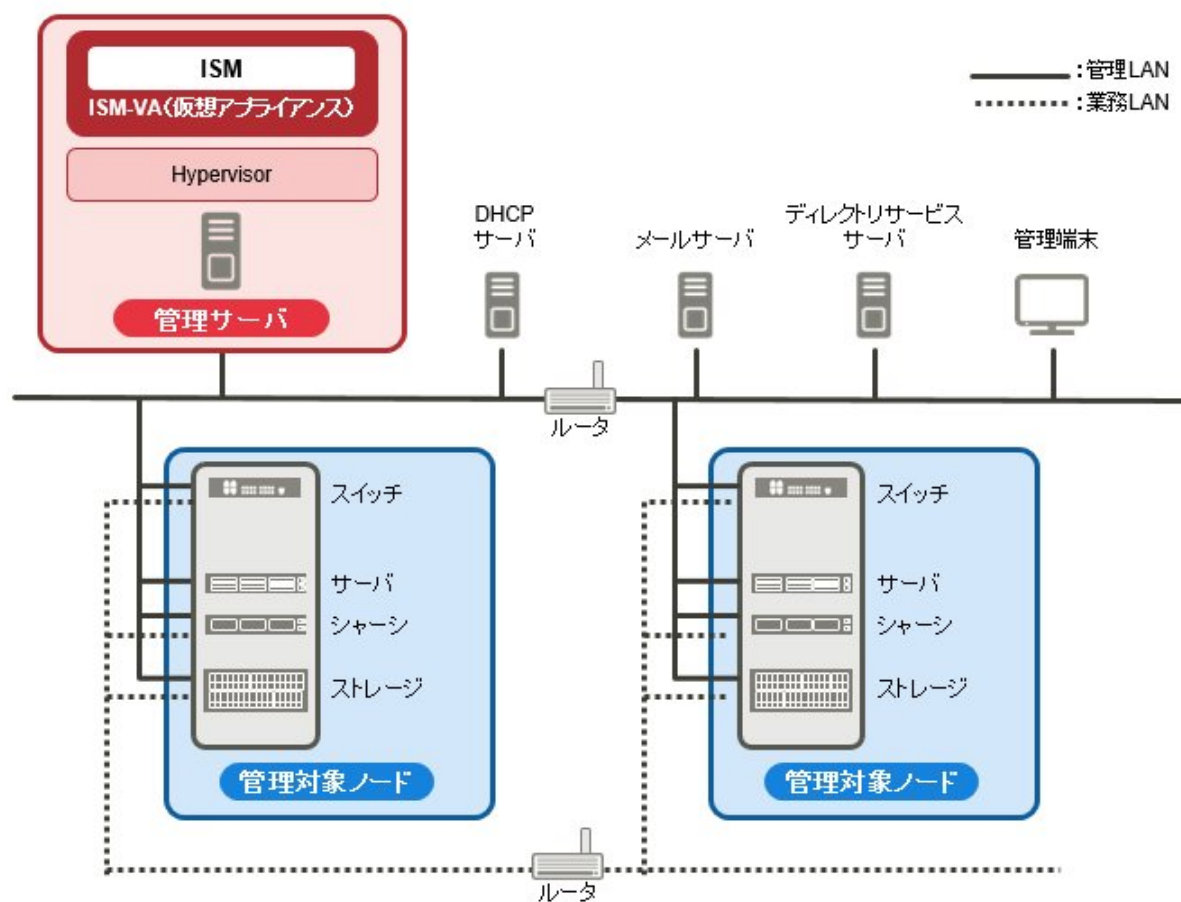 ISM
ISM-VA(仮想アプライアンス)
Hypervisor
管理サーバ
:管理LAN
:業務LAN
DHCP
サーバ
メールサーバ
ディレクトリサービス
サーバ
管理端末
ルータ
スイッチ
サーバ
シャーシ
ストレージ
管理対象ノード
スイッチ
サーバ
シャーシ
ストレージ
管理対象ノード
ルータ